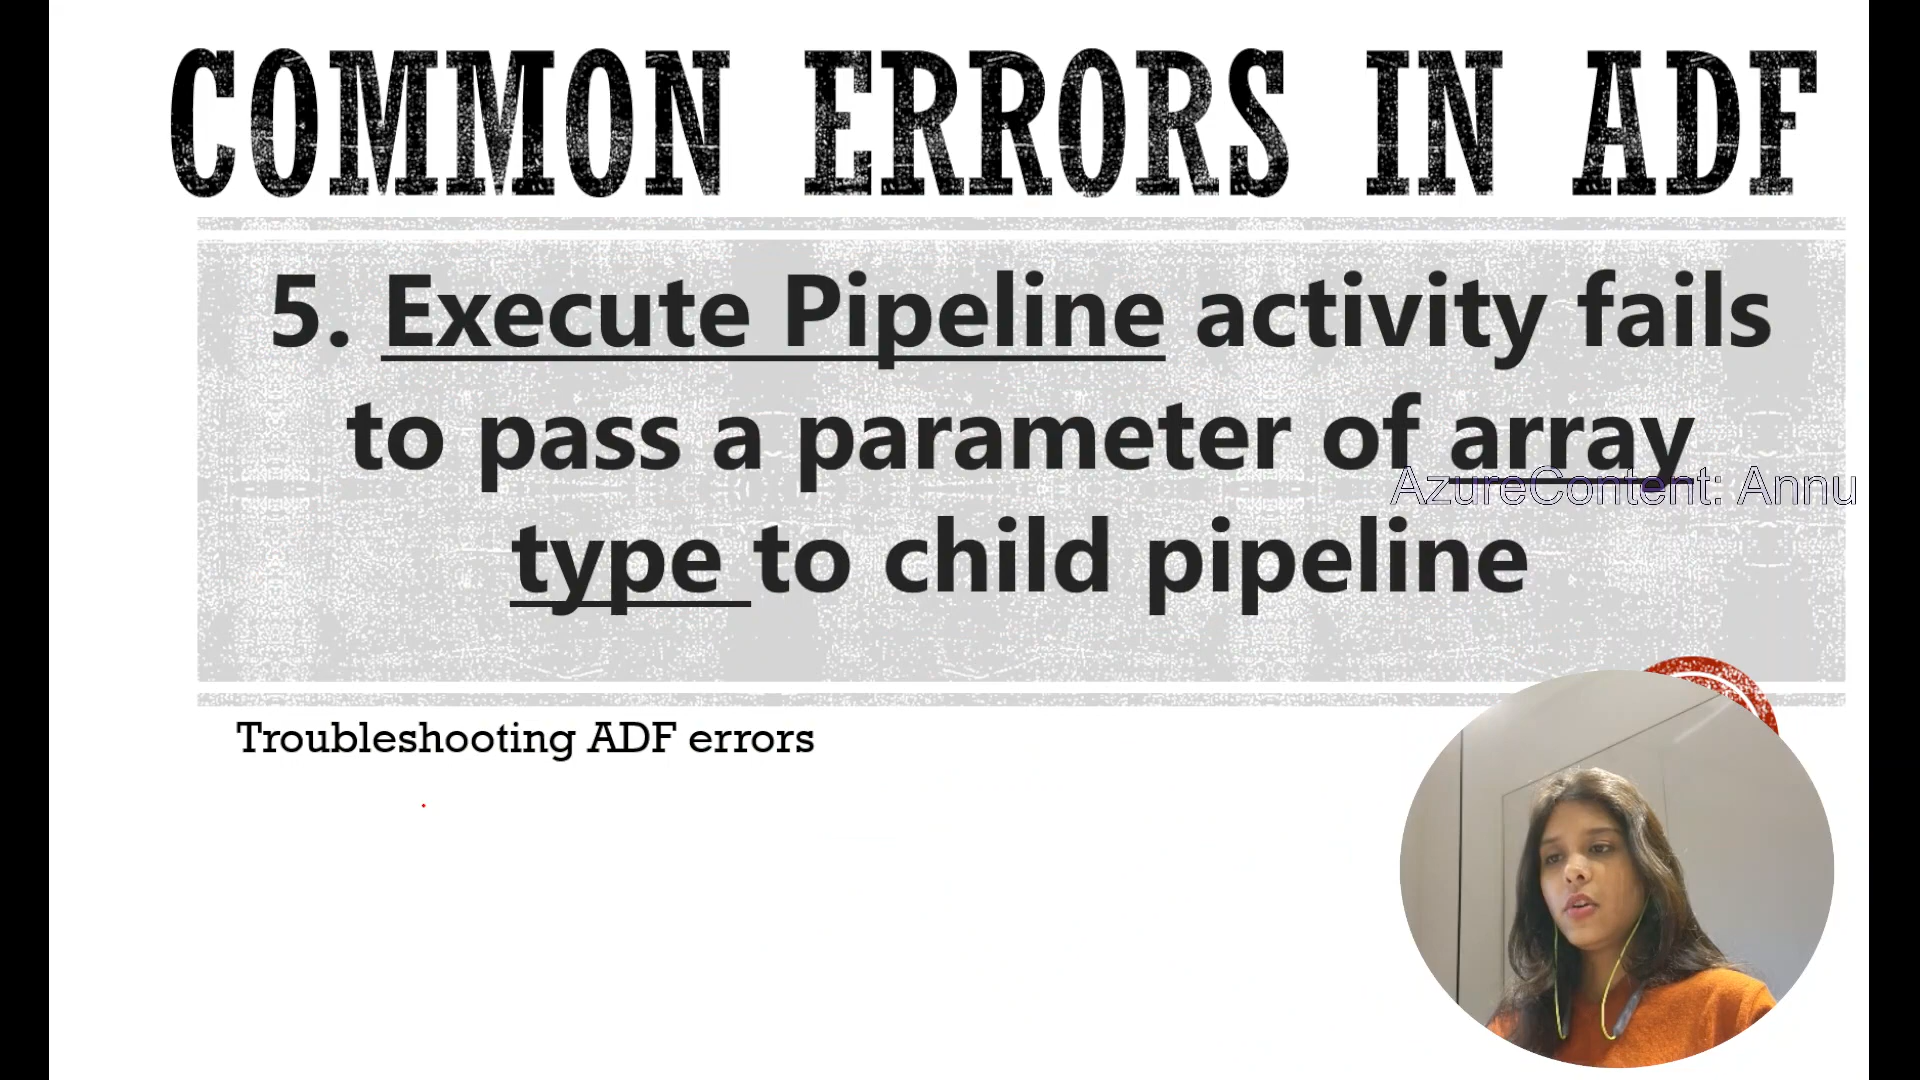 COMMON ERRORS IN ADF
5. Execute Pipeline activity fails
to pass a parameter of array
AzureContent: Annu
type to child pipeline
Troubleshooting ADF errors